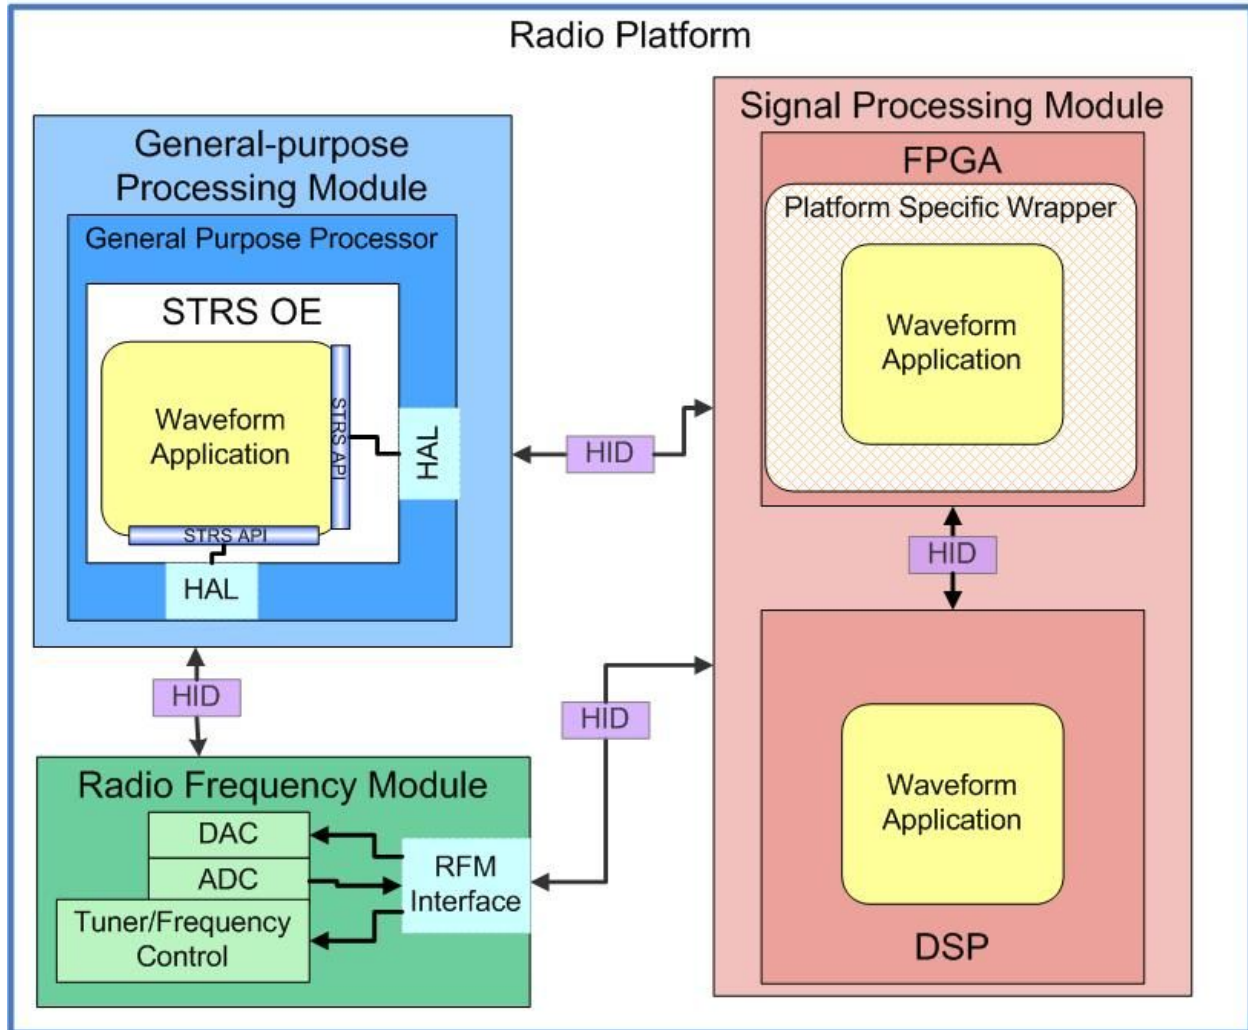 Radio Platform
General-purpose
Processing Module
General Purpose Processor
STRS OE
Waveform
Application
STRS API
HAL
STRS API
HAL
HID
Signal Processing Module
FPGA
Platform Specific Wrapper
Waveform
Application
HID
Waveform
Application
DSP
HID
HID
Radio Frequency Module
DAC
ADC
Tuner/Frequency
Control
RFM
Interface